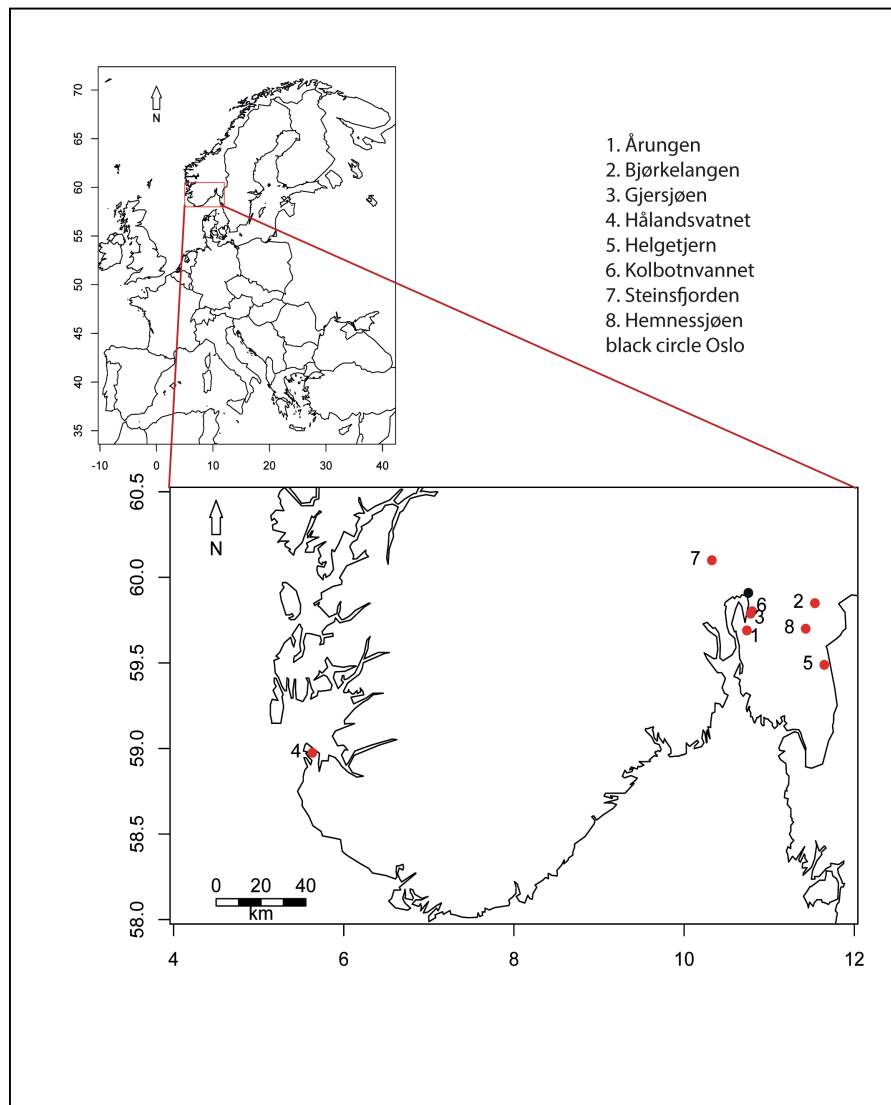 70
65
60
55
50
45
40
35
N
-10 0 10 20 30 40
1. Årungen
2. Bjørkelangen
3. Gjersjøen
4. Hålandsvatnet
5. Helgetjern
6. Kolbotnvannet
7. Steinsfjorden
8. Hemnessjøen
black circle Oslo
60.5
60.0
59.5
59.0
58.5
58.0
N
7
6
2
3
8
1
5
4
0 20 40
km
4 6 8 10 12